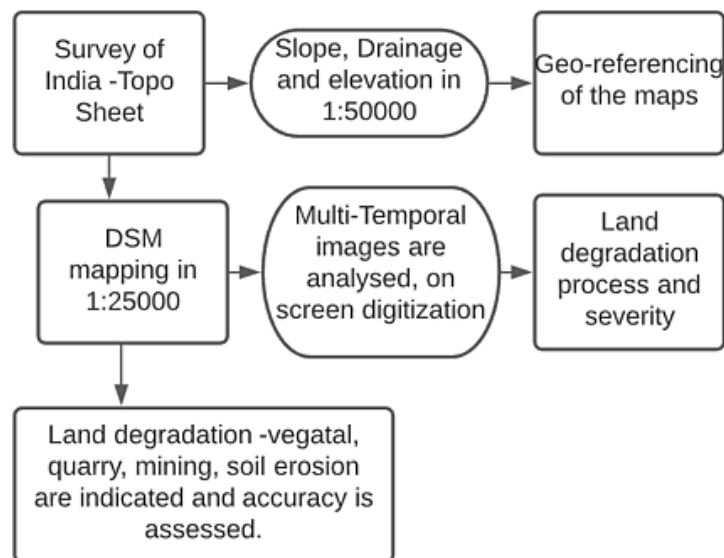 Survey of
India -Topo
Sheet
Slope, Drainage
and elevation in
1:50000
Geo-referencing
of the maps
DSM
mapping in
1:25000
Multi-Temporal
images are
analysed, on
screen digitization
Land
degradation
process and
severity
Land degradation -vegatal,
quarry, mining, soil erosion
are indicated and accuracy is
assessed.